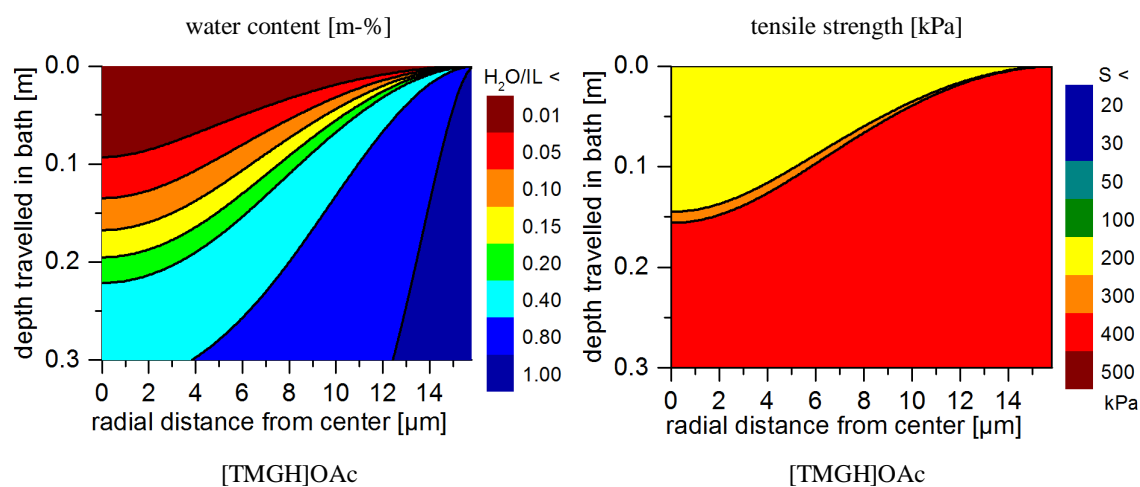 water content [m-%]
H₂O/IL <
0.01
0.05
0.10
0.15
0.20
0.40
0.80
1.00
0.0
0.1
0.2
0.3
depth travelled in bath [m]
0 2 4 6 8 10 12 14
radial distance from center [µm]
[TMGH]OAc
tensile strength [kPa]
S <
20
30
50
100
200
300
400
500
kPa
0.0
0.1
0.2
0.3
depth travelled in bath [m]
0 2 4 6 8 10 12 14
radial distance from center [µm]
[TMGH]OAc